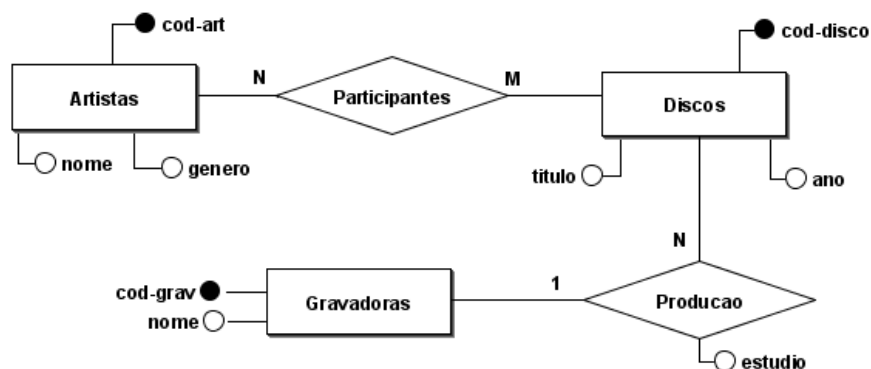 cod-art
cod-disco
N
M
Artistas
Participantes
Discos
nome
genero
titulo
ano
N
cod-grav
1
Gravadoras
Producao
nome
estudio